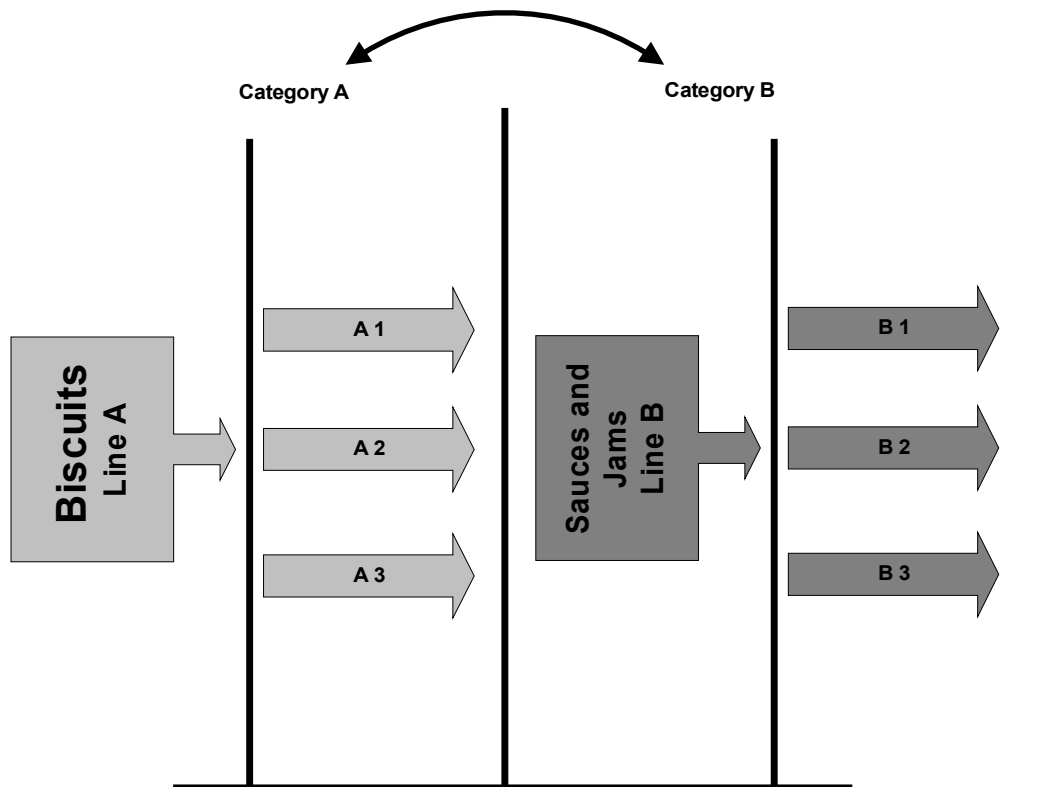 Category A
Category B
Biscuits
Line A
A 1
A 2
A 3
Sauces and
Jams
Line B
B 1
B 2
B 3